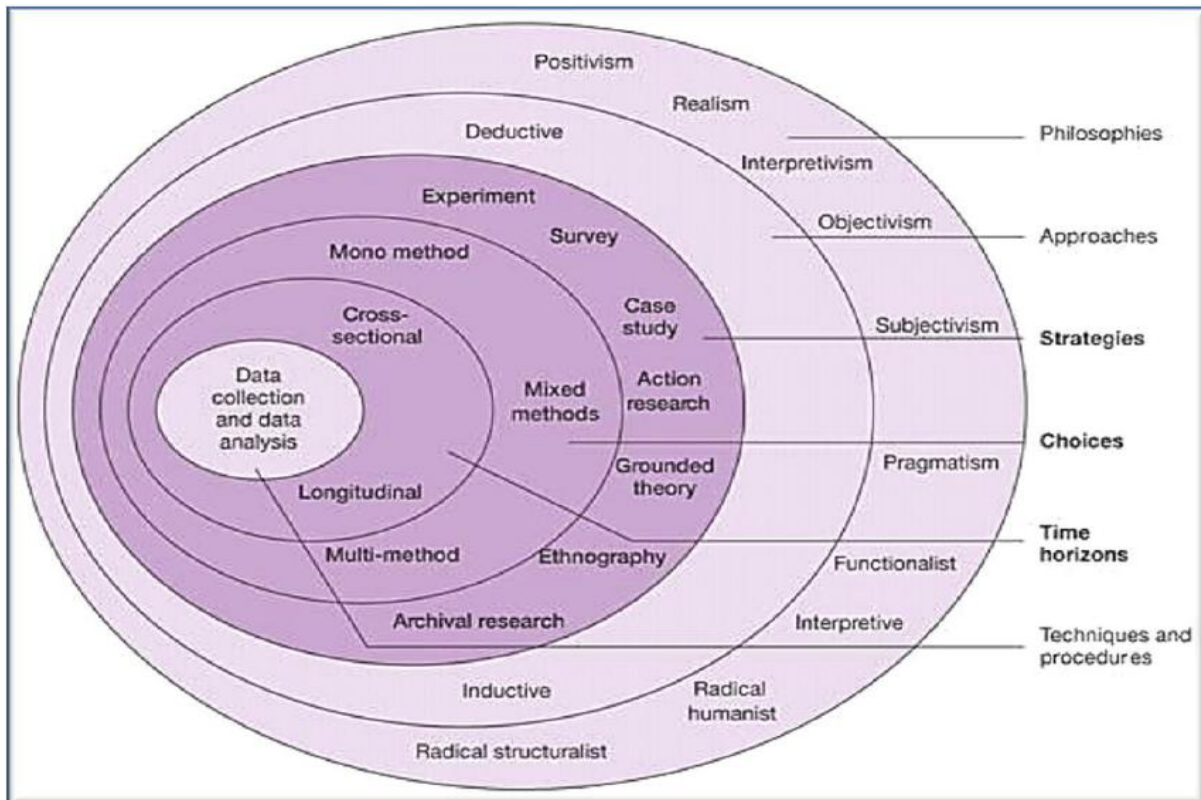 Positivism
Realism
Deductive
Philosophies
Interpretivism
Experiment
Objectivism
Survey
Approaches
Mono method
Case
study
Cross-
sectional
Subjectivism
Strategies
Data
collection
and data
analysis
Mixed
methods
Action
research
Choices
Pragmatism
Grounded
theory
Longitudinal
Time
horizons
Multi-method
Ethnography
Functionalist
Archival research
Interpretive
Techniques and
procedures
Inductive
Radical
humanist
Radical structuralist